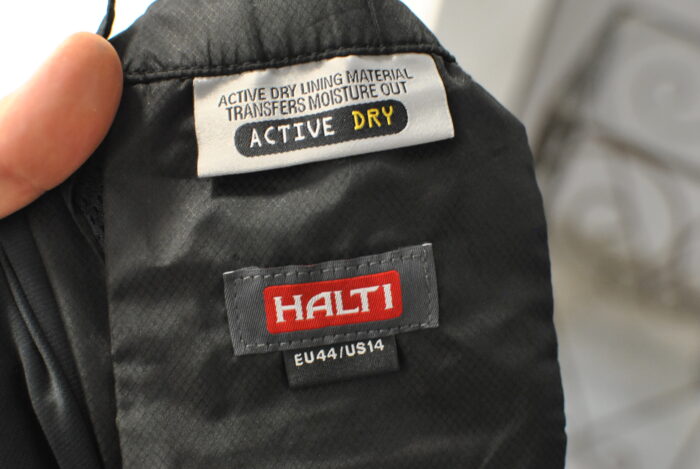 ACTIVE DRY LINING MATERIAL
TRANSFERS MOISTURE OUT
ACTIVE DRY
HALTI
EU44/US14